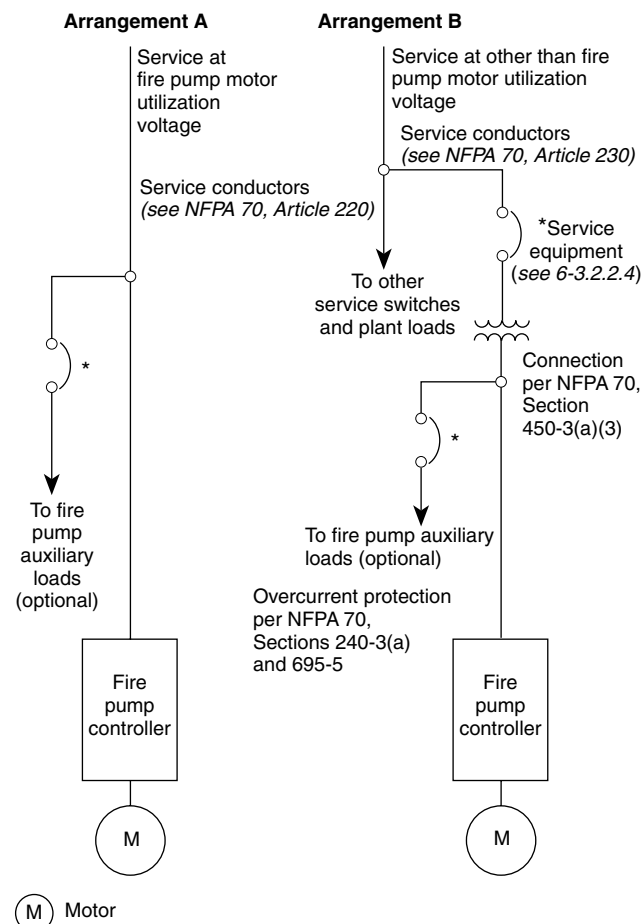 Arrangement A
Service at
fire pump motor
utilization
voltage
Service conductors
(see NFPA 70, Article 220)
*
To fire
pump
auxiliary
loads
(optional)
Fire
pump
controller
M
Arrangement B
Service at other than fire
pump motor utilization
voltage
Service conductors
(see NFPA 70, Article 230)
*Service
equipment
(see 6-3.2.2.4)
To other
service switches
and plant loads
Connection
per NFPA 70,
Section
450-3(a)(3)
*
To fire pump auxiliary
loads (optional)
Overcurrent protection
per NFPA 70,
Sections 240-3(a)
and 695-5
Fire
pump
controller
M
M Motor